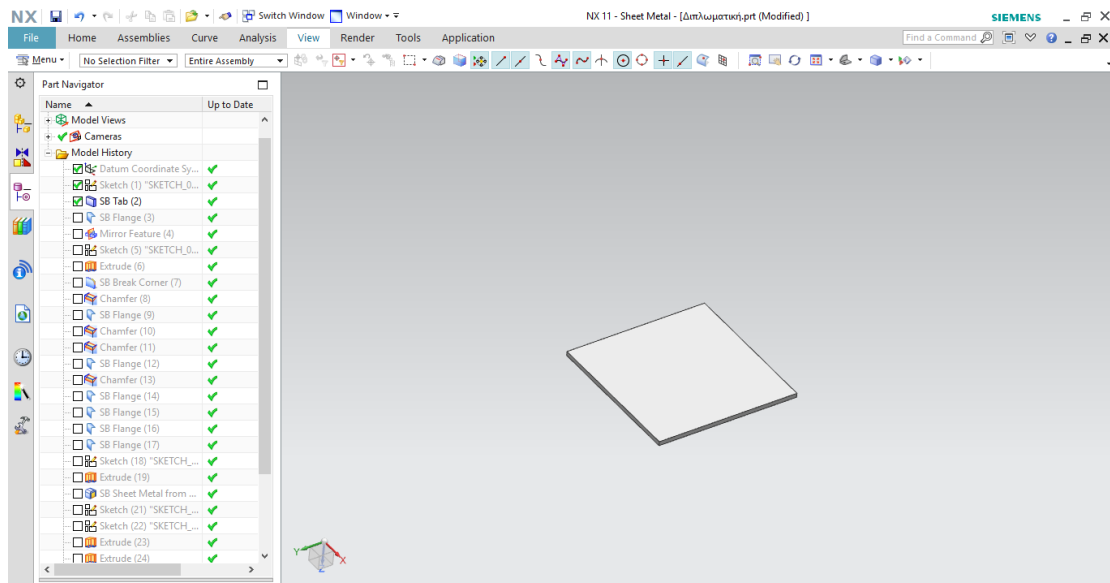 NX Switch Window Window NX 11 - Sheet Metal - [Διπλωματική.prt (Modified) ] SIEMENS
File Home Assemblies Curve Analysis View Render Tools Application Find a Command
Menu No Selection Filter Entire Assembly
Part Navigator
Name Up to Date
Model Views
Cameras
Model History
Datum Coordinate Sy...
Sketch (1) "SKETCH_0...
SB Tab (2)
SB Flange (3)
Mirror Feature (4)
Sketch (5) "SKETCH_0...
Extrude (6)
SB Break Corner (7)
Chamfer (8)
SB Flange (9)
Chamfer (10)
Chamfer (11)
SB Flange (12)
Chamfer (13)
SB Flange (14)
SB Flange (15)
SB Flange (16)
SB Flange (17)
Sketch (18) "SKETCH_...
Extrude (19)
SB Sheet Metal from ...
Sketch (21) "SKETCH_...
Sketch (22) "SKETCH_...
Extrude (23)
Extrude (24)
Y X
Z